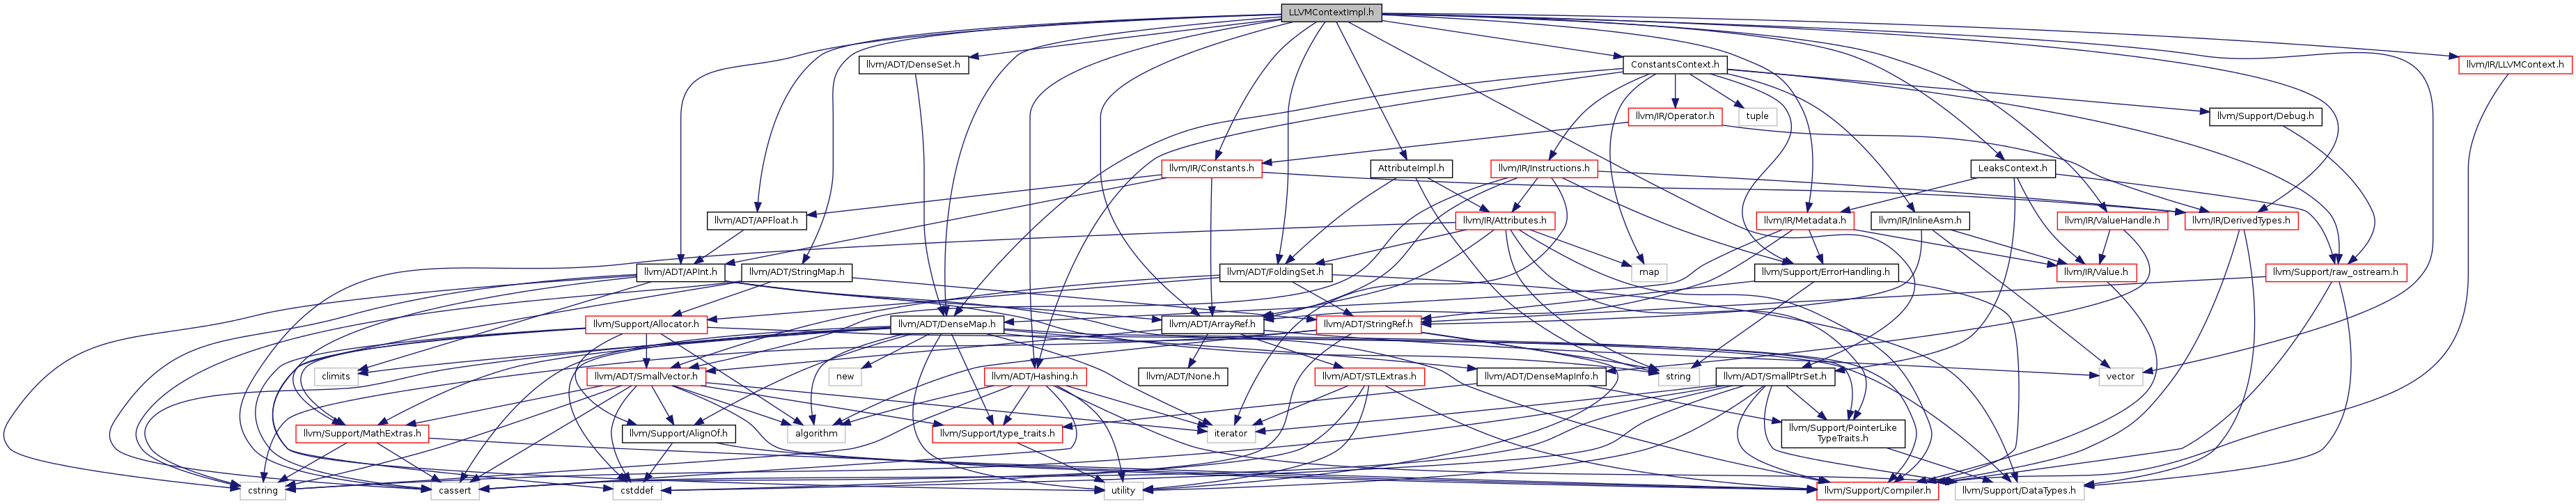 LLVMContextImpl.h
llvm/ADT/DenseSet.h
ConstantsContext.h
llvm/IR/LLVMContext.h
llvm/IR/Operator.h
tuple
llvm/Support/Debug.h
llvm/IR/Constants.h
AttributeImpl.h
llvm/IR/Instructions.h
LeaksContext.h
llvm/ADT/APFloat.h
llvm/IR/Attributes.h
llvm/IR/Metadata.h
llvm/IR/InlineAsm.h
llvm/IR/ValueHandle.h
llvm/IR/DerivedTypes.h
llvm/ADT/APInt.h
llvm/ADT/StringMap.h
llvm/ADT/FoldingSet.h
map
llvm/Support/ErrorHandling.h
llvm/IR/Value.h
llvm/Support/raw_ostream.h
llvm/Support/Allocator.h
llvm/ADT/DenseMap.h
llvm/ADT/ArrayRef.h
llvm/ADT/StringRef.h
climits
llvm/ADT/SmallVector.h
new
llvm/ADT/Hashing.h
llvm/ADT/None.h
llvm/ADT/STLExtras.h
string
llvm/ADT/DenseMapInfo.h
llvm/ADT/SmallPtrSet.h
vector
llvm/Support/MathExtras.h
llvm/Support/AlignOf.h
algorithm
llvm/Support/type_traits.h
iterator
llvm/Support/PointerLike
TypeTraits.h
cstring
cassert
cstddef
utility
llvm/Support/Compiler.h
llvm/Support/DataTypes.h